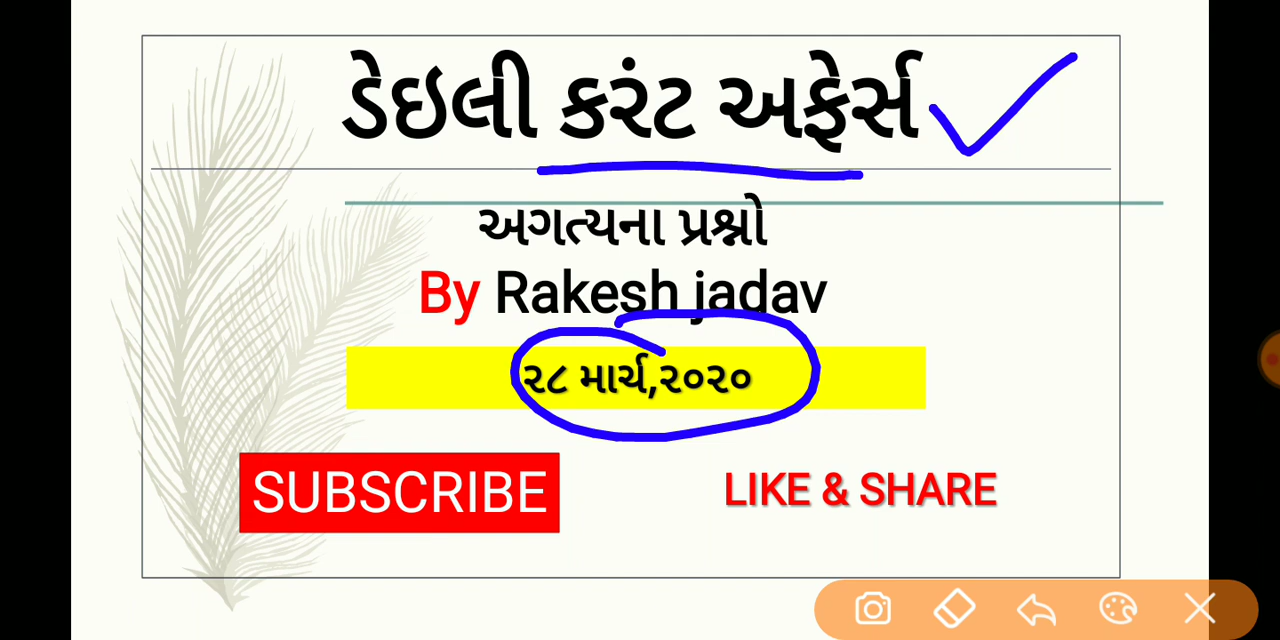 ડેઇલી કરંટ અફેર્સ
અગત્યના પ્રશ્નો
By Rakesh jadav
૨૮ માર્ચ,૨૦૨૦
SUBSCRIBE
LIKE & SHARE